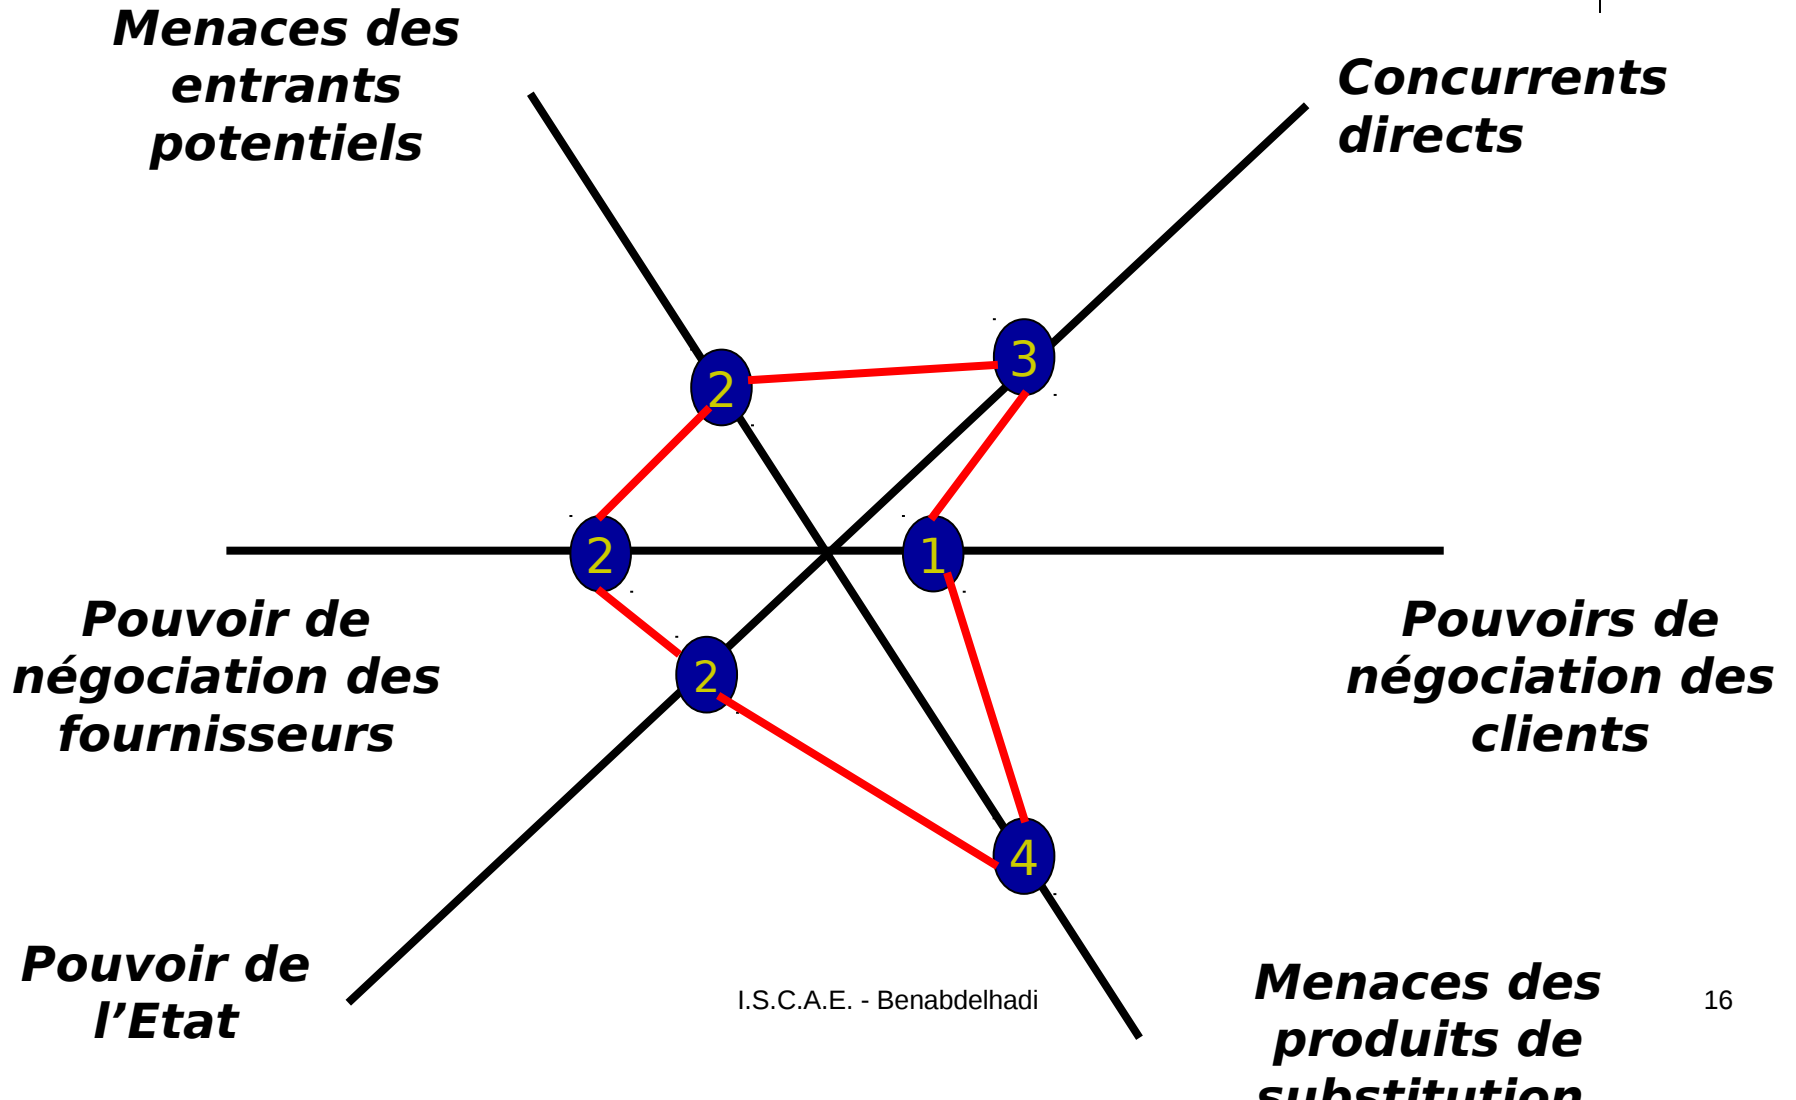 Menaces des
entrants
potentiels
Concurrents
directs
3
2
2
1
Pouvoir de
négociation des
fournisseurs
Pouvoirs de
négociation des
clients
2
4
Pouvoir de
l’Etat
I.S.C.A.E. - Benabdelhadi
Menaces des
produits de
substitution
16